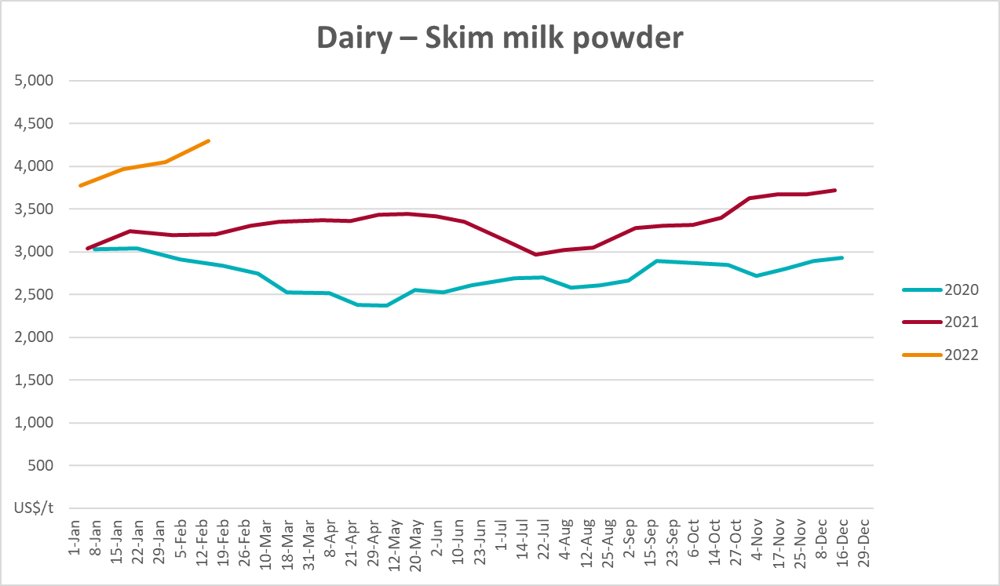 Dairy – Skim milk powder
5,000
4,500
4,000
3,500
3,000
2,500
2,000
1,500
1,000
500
US$/t
1-Jan
8-Jan
15-Jan
22-Jan
29-Jan
5-Feb
12-Feb
19-Feb
26-Feb
10-Mar
18-Mar
31-Mar
8-Apr
21-Apr
29-Apr
12-May
20-May
2-Jun
10-Jun
23-Jun
1-Jul
14-Jul
22-Jul
4-Aug
12-Aug
25-Aug
2-Sep
15-Sep
23-Sep
6-Oct
14-Oct
27-Oct
4-Nov
17-Nov
25-Nov
8-Dec
16-Dec
29-Dec
2020
2021
2022